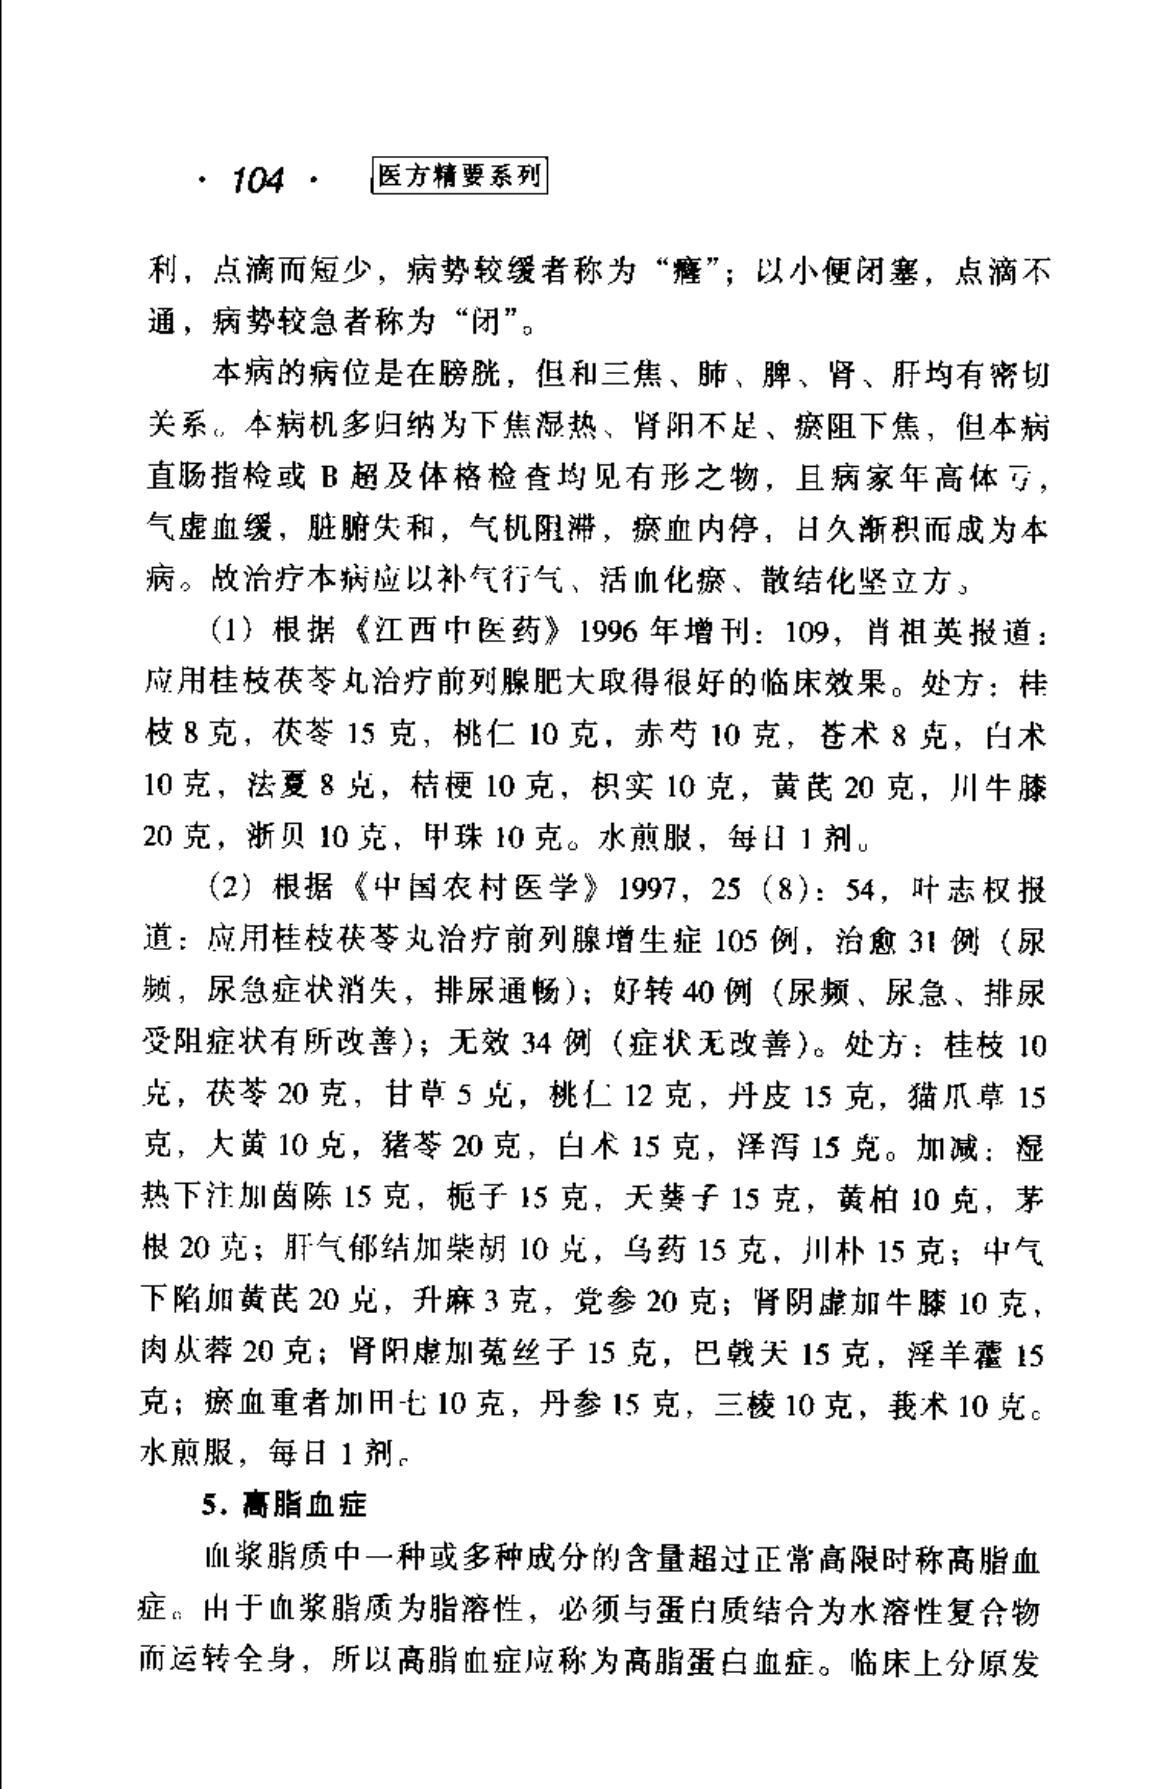 · 104 · 医方精要系列
利，点滴而短少，病势较缓者称为“癃”；以小便闭塞，点滴不
通，病势较急者称为“闭”。
本病的病位是在膀胱，但和三焦、肺、脾、肾、肝均有密切
关系。本病机多归纳为下焦湿热、肾阳不足、瘀阻下焦，但本病
直肠指检或 B 超及体格检查均见有形之物，且病家年高体亏，
气虚血缓，脏腑失和，气机阻滞，瘀血内停，日久渐积而成为本
病。故治疗本病应以补气行气、活血化瘀、散结化坚立方。
(1) 根据《江西中医药》1996 年增刊：109，肖祖英报道：
应用桂枝茯苓丸治疗前列腺肥大取得很好的临床效果。处方：桂
枝 8 克，茯苓 15 克，桃仁 10 克，赤芍 10 克，苍术 8 克，白术
10 克，法夏 8 克，桔梗 10 克，枳实 10 克，黄芪 20 克，川牛膝
20 克，浙贝 10 克，甲珠 10 克。水煎服，每日 1 剂。
(2) 根据《中国农村医学》1997，25 (8)：54，叶志权报
道：应用桂枝茯苓丸治疗前列腺增生症 105 例，治愈 31 例（尿
频，尿急症状消失，排尿通畅）；好转 40 例（尿频、尿急、排尿
受阻症状有所改善）；无效 34 例（症状无改善）。处方：桂枝 10
克，茯苓 20 克，甘草 5 克，桃仁 12 克，丹皮 15 克，猫爪草 15
克，大黄 10 克，猪苓 20 克，白术 15 克，泽泻 15 克。加减：湿
热下注加茵陈 15 克，栀子 15 克，天葵子 15 克，黄柏 10 克，茅
根 20 克；肝气郁结加柴胡 10 克，乌药 15 克，川朴 15 克；中气
下陷加黄芪 20 克，升麻 3 克，党参 20 克；肾阴虚加牛膝 10 克，
肉苁蓉 20 克；肾阳虚加菟丝子 15 克，巴戟天 15 克，淫羊藿 15
克；瘀血重者加田七 10 克，丹参 15 克，三棱 10 克，莪术 10 克。
水煎服，每日 1 剂。
5. 高脂血症
血浆脂质中一种或多种成分的含量超过正常高限时称高脂血
症。由于血浆脂质为脂溶性，必须与蛋白质结合为水溶性复合物
而运转全身，所以高脂血症应称为高脂蛋白血症。临床上分原发